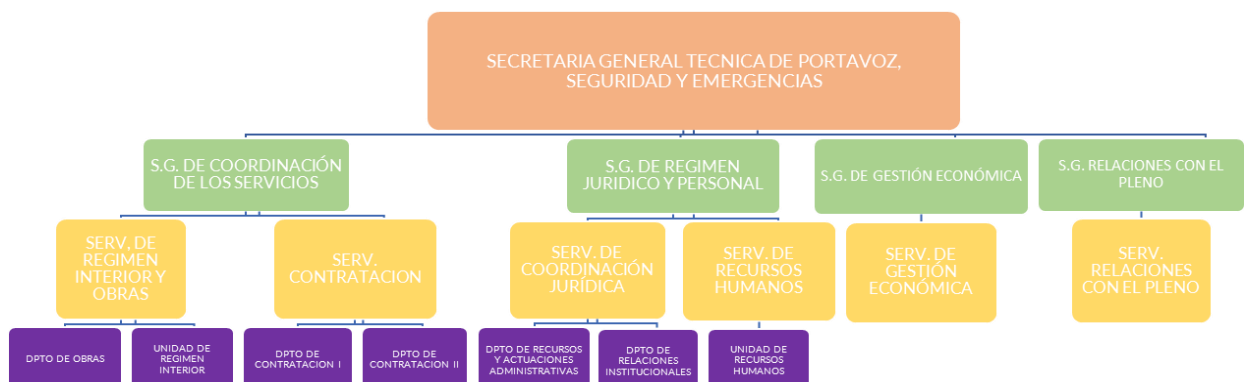 SECRETARIA GENERAL TECNICA DE PORTAVOZ,
SEGURIDAD Y EMERGENCIAS
S.G. DE COORDINACIÓN
DE LOS SERVICIOS
S.G. DE REGIMEN
JURIDICO Y PERSONAL
S.G. DE GESTIÓN ECONÓMICA
S.G. RELACIONES CON EL
PLENO
SERV, DE
REGIMEN
INTERIOR Y
OBRAS
SERV.
CONTRATACION
SERV. DE
COORDINACIÓN
JURÍDICA
SERV. DE
RECURSOS
HUMANOS
SERV. DE
GESTIÓN
ECONÓMICA
SERV.
RELACIONES
CON EL PLENO
DPTO DE OBRAS
UNIDAD DE
REGIMEN
INTERIOR
DPTO DE
CONTRATACION I
DPTO DE
CONTRATACION II
DPTO DE RECURSOS
Y ACTUACIONES
ADMINISTRATIVAS
DPTO DE
RELACIONES
INSTITUCIONALES
UNIDAD DE
RECURSOS
HUMANOS